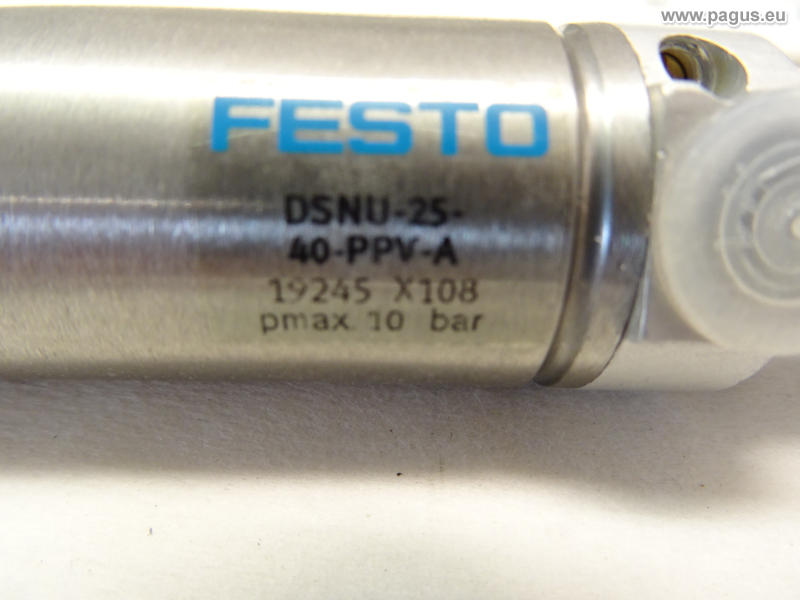 www.pagus.eu
FESTO
DSNU-25-
40-PPV-A
19245 X108
pmax. 10 bar